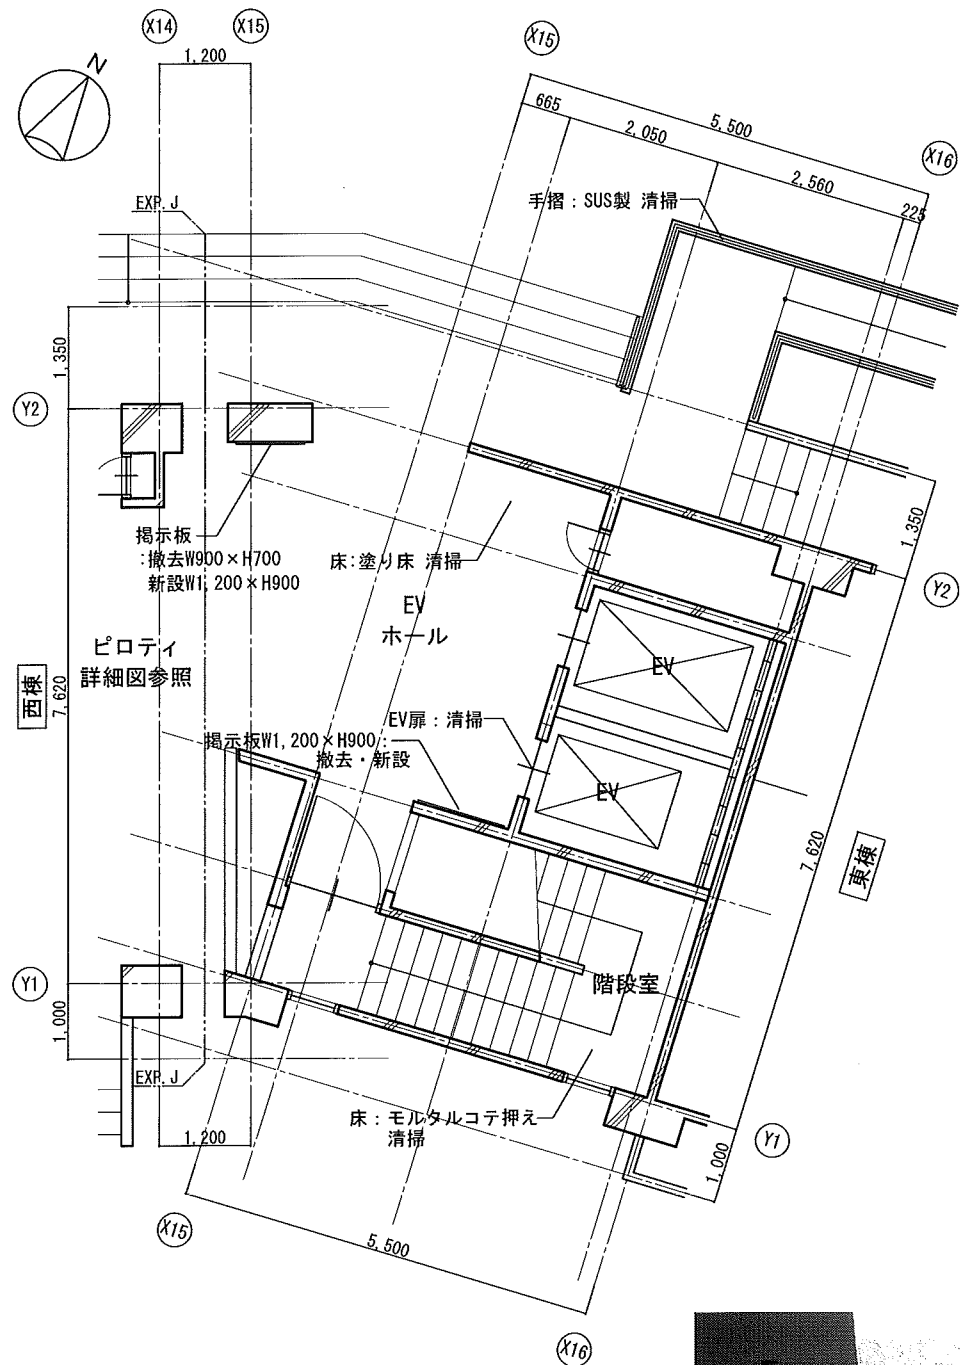 X14
X15
1,200
N
X15
665
2,050
5,500
2,560
225
X16
EXP.J
手摺：SUS製 清掃
1,350
Y2
掲示板
：撤去W900×H700
新設W1,200×H900
床：塗り床 清掃
EV
ホール
1,350
Y2
ピロティ
詳細図参照
西棟
7,620
EV
EV扉：清掃
掲示板W1,200×H900：
撤去・新設
EV
7,620
東棟
階段室
Y1
1,000
EXP.J
床：モルタルコテ押え
清掃
1,200
Y1
1,000
X15
5,500
X16